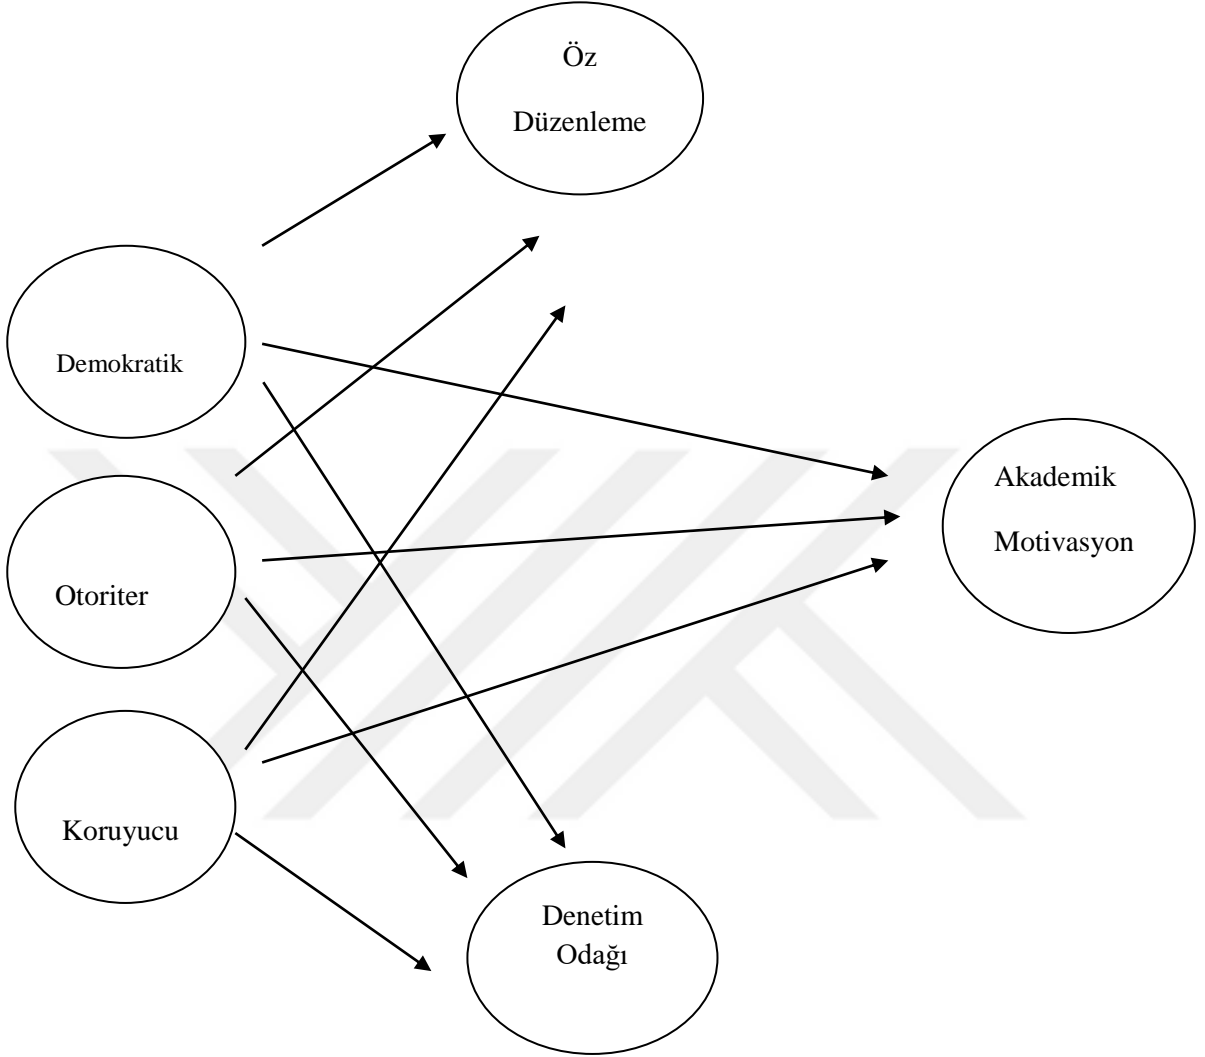 Öz
Düzenleme
Demokratik
Akademik
Motivasyon
Otoriter
Koruyucu
Denetim
Odağı